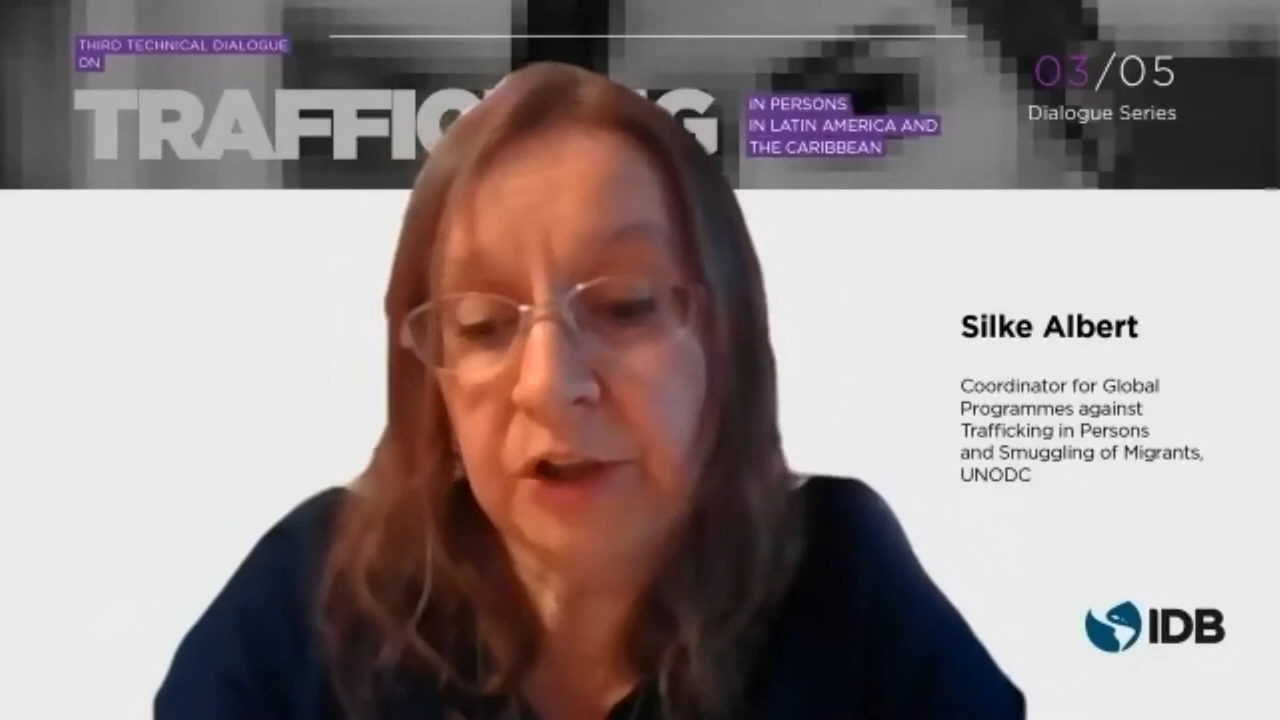 THIRD TECHNICAL DIALOGUE
ON
IN PERSONS
IN LATIN AMERICA AND
THE CARIBBEAN
03/05
Dialogue Series
Silke Albert
Coordinator for Global
Programmes against
Trafficking in Persons
and Smuggling of Migrants,
UNODC
IDB